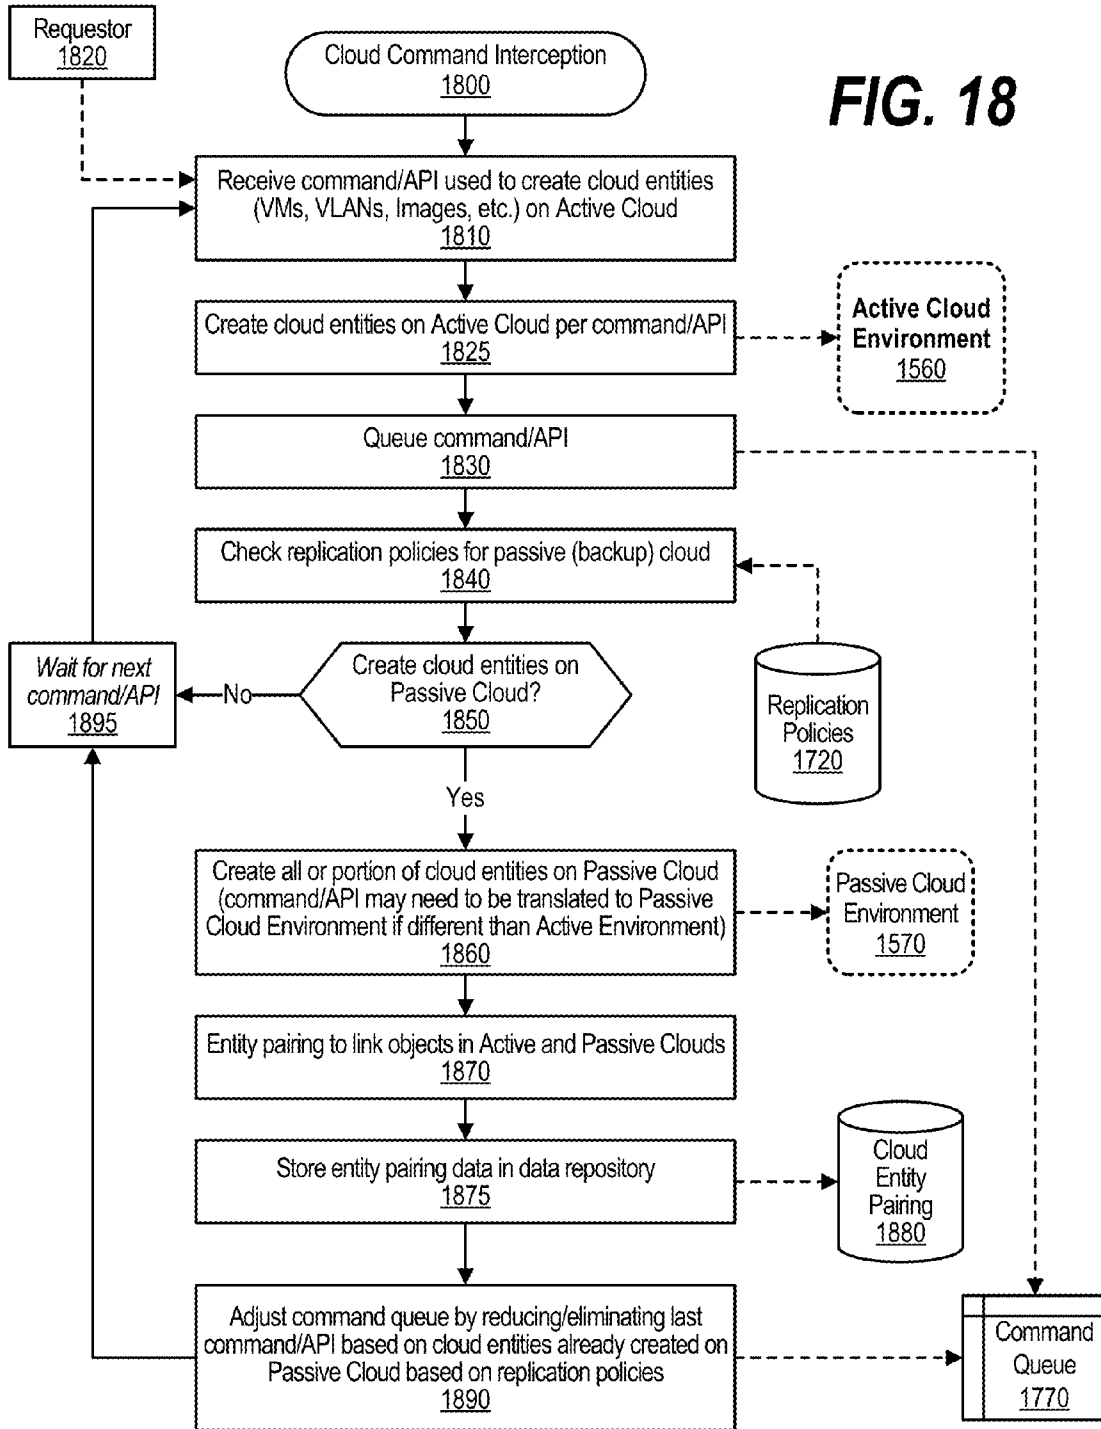 Requestor
1820
Cloud Command Interception
1800
FIG. 18
Receive command/API used to create cloud entities
(VMs, VLANs, Images, etc.) on Active Cloud
1810
Create cloud entities on Active Cloud per command/API
1825
Active Cloud
Environment
1560
Queue command/API
1830
Check replication policies for passive (backup) cloud
1840
Wait for next
command/API
1895
No
Create cloud entities on
Passive Cloud?
1850
Replication
Policies
1720
Yes
Create all or portion of cloud entities on Passive Cloud
(command/API may need to be translated to Passive
Cloud Environment if different than Active Environment)
1860
Passive Cloud
Environment
1570
Entity pairing to link objects in Active and Passive Clouds
1870
Store entity pairing data in data repository
1875
Cloud
Entity
Pairing
1880
Adjust command queue by reducing/eliminating last
command/API based on cloud entities already created on
Passive Cloud based on replication policies
1890
Command
Queue
1770